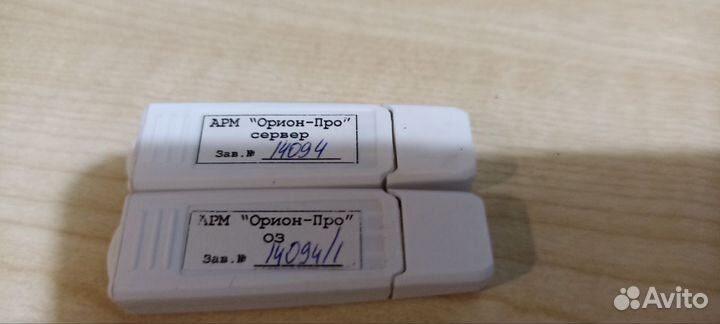 АРМ "Орион-Про"
сервер
Зав.№ 14094
АРМ "Орион-Про"
ОЗ
Зав.№ 14094/1
Avito